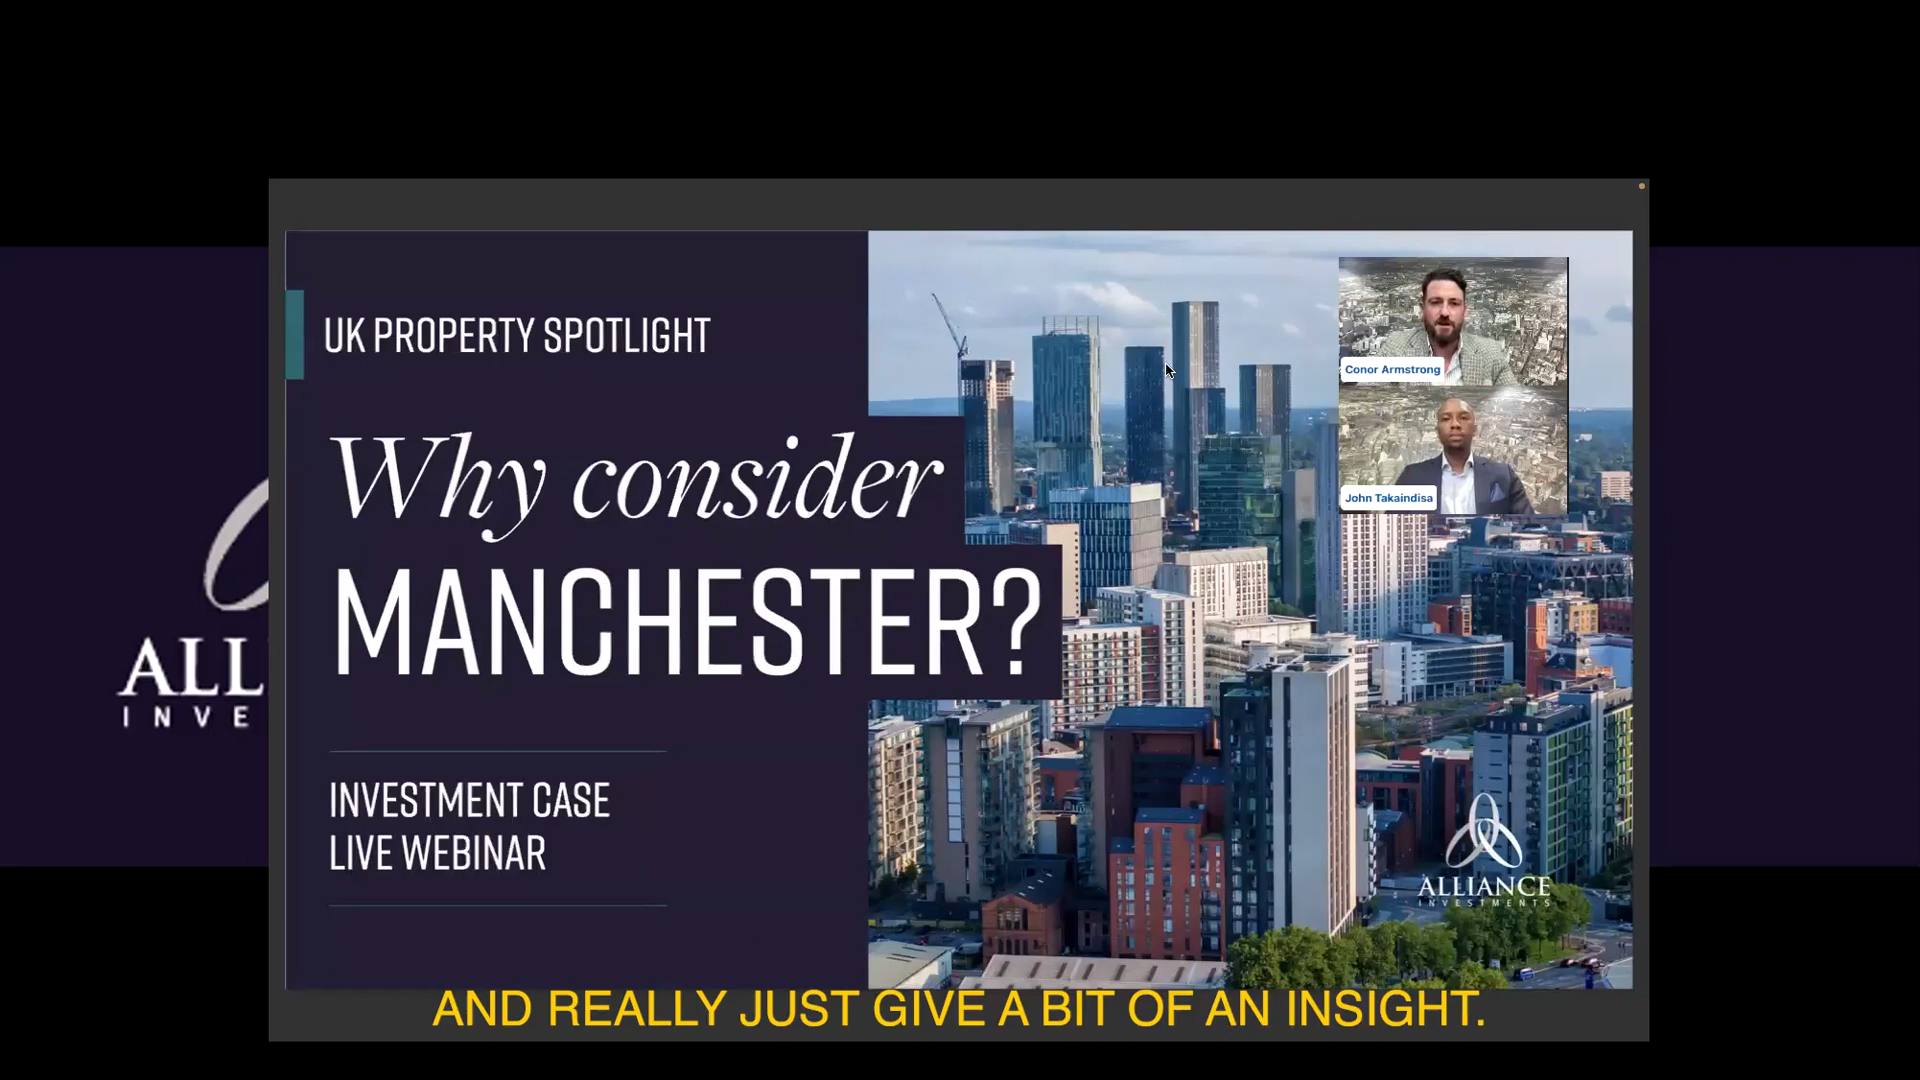 UK PROPERTY SPOTLIGHT
Why consider
MANCHESTER?
INVESTMENT CASE
LIVE WEBINAR
Conor Armstrong
John Takaindisa
ALLIANCE
INVESTMENTS
ALL
INVE
AND REALLY JUST GIVE A BIT OF AN INSIGHT.